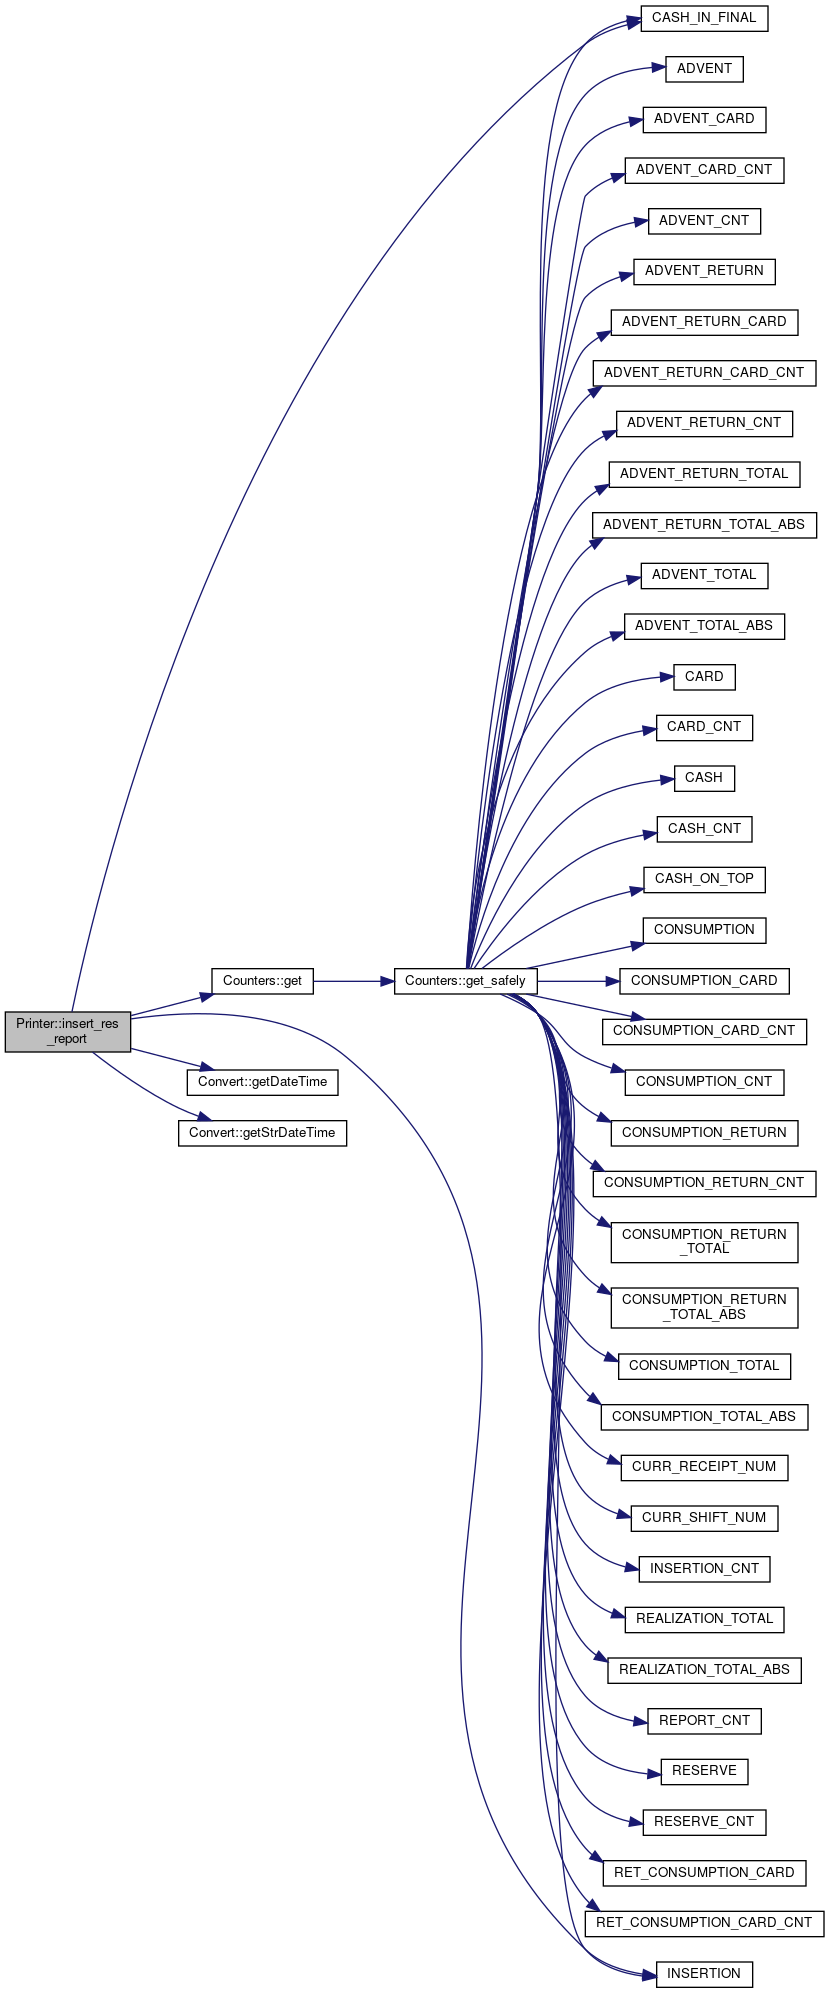 CASH_IN_FINAL
ADVENT
ADVENT_CARD
ADVENT_CARD_CNT
ADVENT_CNT
ADVENT_RETURN
ADVENT_RETURN_CARD
ADVENT_RETURN_CARD_CNT
ADVENT_RETURN_CNT
ADVENT_RETURN_TOTAL
ADVENT_RETURN_TOTAL_ABS
ADVENT_TOTAL
ADVENT_TOTAL_ABS
CARD
CARD_CNT
CASH
CASH_CNT
CASH_ON_TOP
CONSUMPTION
Printer::insert_res
_report
Counters::get
Counters::get_safely
CONSUMPTION_CARD
CONSUMPTION_CARD_CNT
Convert::getDateTime
CONSUMPTION_CNT
Convert::getStrDateTime
CONSUMPTION_RETURN
CONSUMPTION_RETURN_CNT
CONSUMPTION_RETURN
_TOTAL
CONSUMPTION_RETURN
_TOTAL_ABS
CONSUMPTION_TOTAL
CONSUMPTION_TOTAL_ABS
CURR_RECEIPT_NUM
CURR_SHIFT_NUM
INSERTION_CNT
REALIZATION_TOTAL
REALIZATION_TOTAL_ABS
REPORT_CNT
RESERVE
RESERVE_CNT
RET_CONSUMPTION_CARD
RET_CONSUMPTION_CARD_CNT
INSERTION